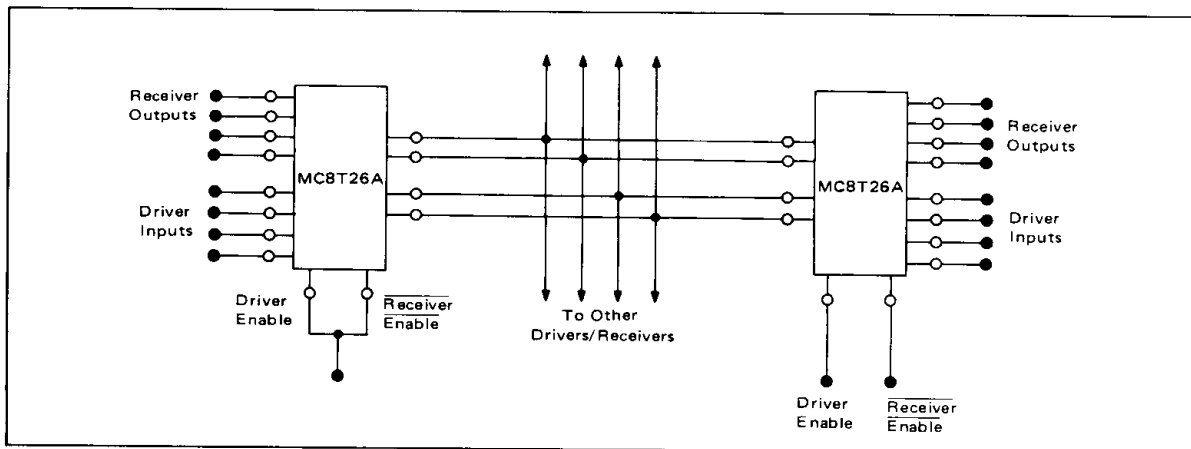 Receiver
Outputs
MC8T26A
Driver
Inputs
Driver
Enable
Receiver
Enable
To Other
Drivers/Receivers
MC8T26A
Receiver
Outputs
Driver
Inputs
Driver
Enable
Receiver
Enable